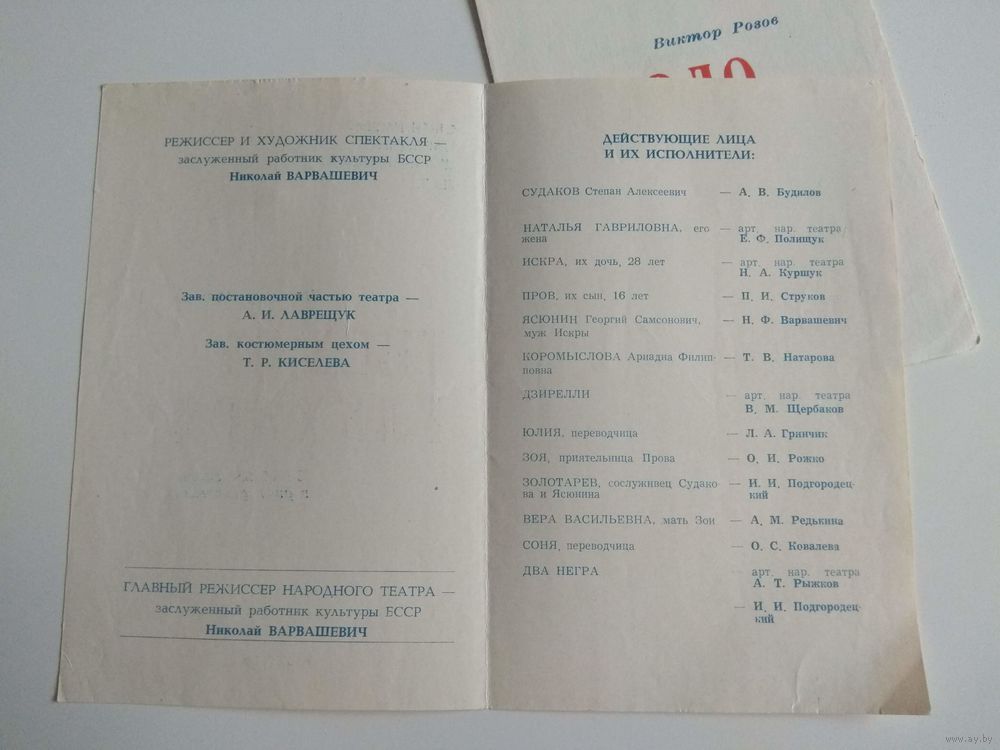 Виктор Розов
РЕЖИССЕР И ХУДОЖНИК СПЕКТАКЛЯ —
заслуженный работник культуры БССР
Николай ВАРВАШЕВИЧ
Зав. постановочной частью театра —
А. И. ЛАВРЕЩУК
Зав. костюмерным цехом —
Т. Р. КИСЕЛЕВА
ГЛАВНЫЙ РЕЖИССЕР НАРОДНОГО ТЕАТРА —
заслуженный работник культуры БССР
Николай ВАРВАШЕВИЧ
ДЕЙСТВУЮЩИЕ ЛИЦА
И ИХ ИСПОЛНИТЕЛИ:
СУДАКОВ Степан Алексеевич — А. В. Будилов
НАТАЛЬЯ ГАВРИЛОВНА, его — арт. нар. театра
жена Е. Ф. Полищук
ИСКРА, их дочь, 28 лет — арт. нар. театра
Н. А. Куршук
ПРОВ, их сын, 16 лет — П. И. Струков
ЯСЮНИН Георгий Самсонович, — Н. Ф. Варвашевич
муж Искры
КОРОМЫСЛОВА Ариадна Филип- — Т. В. Натарова
повна
ДЗИРЕЛЛИ — арт. нар. театра
В. М. Щербаков
ЮЛИЯ, переводчица — Л. А. Гринчик
ЗОЯ, приятельница Прова — О. И. Рожко
ЗОЛОТАРЕВ, сослуживец Судако- — И. И. Подгородец-
ва и Ясюнина кий
ВЕРА ВАСИЛЬЕВНА, мать Зои — А. М. Редькина
СОНЯ, переводчица — О. С. Ковалева
ДВА НЕГРА — арт. нар. театра
А. Т. Рыжков
— И. И. Подгородец-
кий
www.ay.by